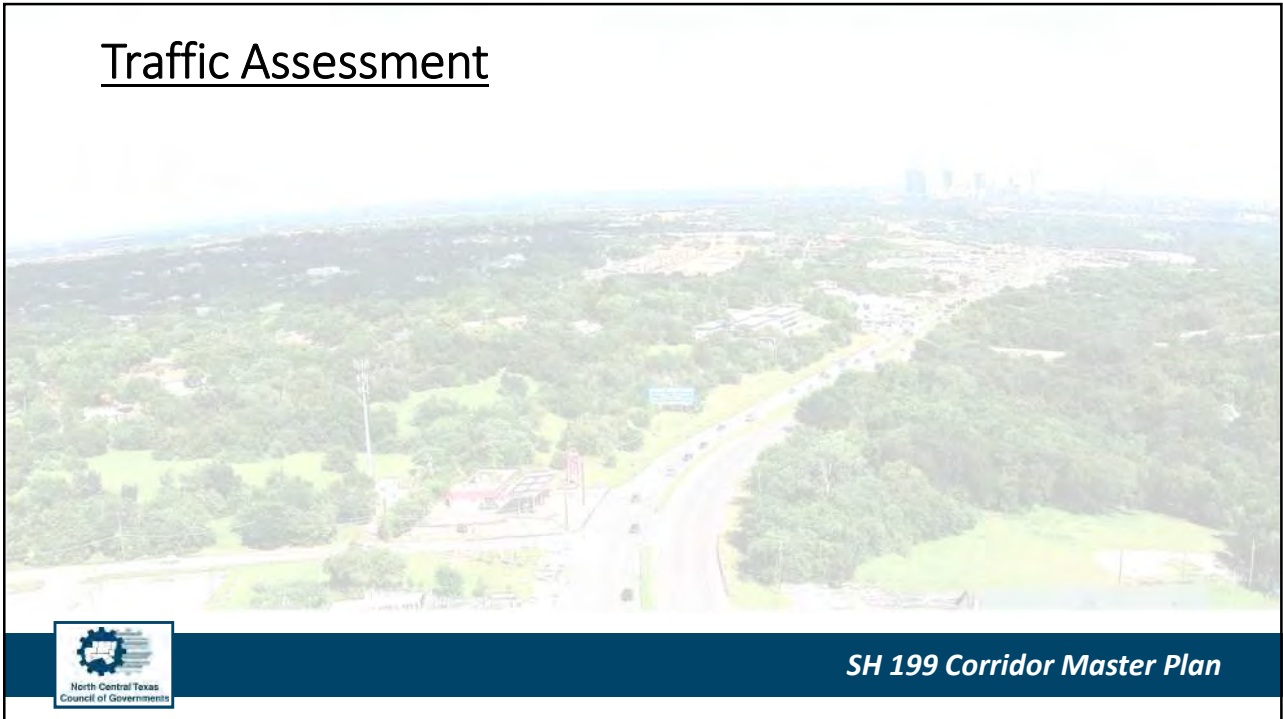 Traffic Assessment
North Central Texas
Council of Governments
SH 199 Corridor Master Plan